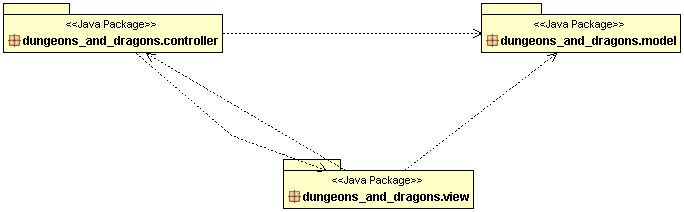 <<Java Package>>
dungeons_and_dragons.controller
<<Java Package>>
dungeons_and_dragons.model
<<Java Package>>
dungeons_and_dragons.view